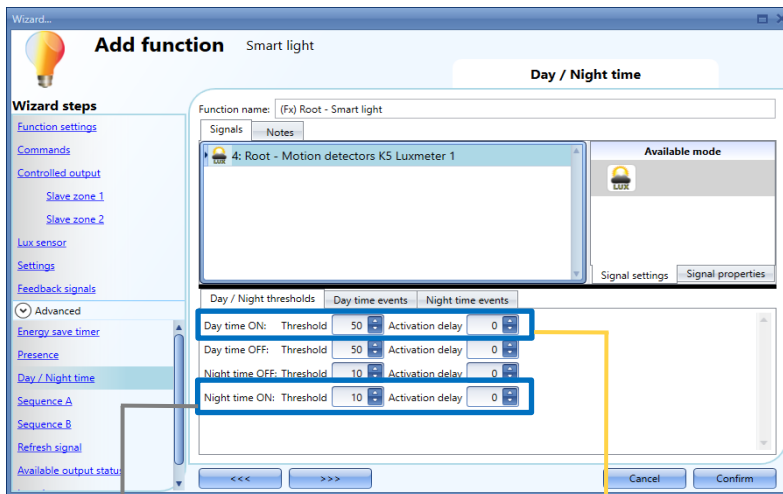 Wizard...
Add function Smart light
Day / Night time
Wizard steps
Function settings
Commands
Controlled output
Slave zone 1
Slave zone 2
Lux sensor
Settings
Feedback signals
Advanced
Energy save timer
Presence
Day / Night time
Sequence A
Sequence B
Refresh signal
Available output status
Function name: (Fx) Root - Smart light
Signals Notes
LUX 4: Root - Motion detectors K5 Luxmeter 1
Available mode
LUX
Signal settings Signal properties
Day / Night thresholds Day time events Night time events
Day time ON: Threshold 50 Activation delay 0
Day time OFF: Threshold 50 Activation delay 0
Night time OFF: Threshold 10 Activation delay 0
Night time ON: Threshold 10 Activation delay 0
<<< >>> Cancel Confirm